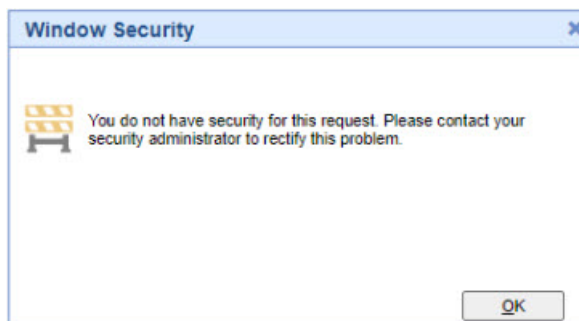 Window Security
You do not have security for this request. Please contact your
security administrator to rectify this problem.
OK